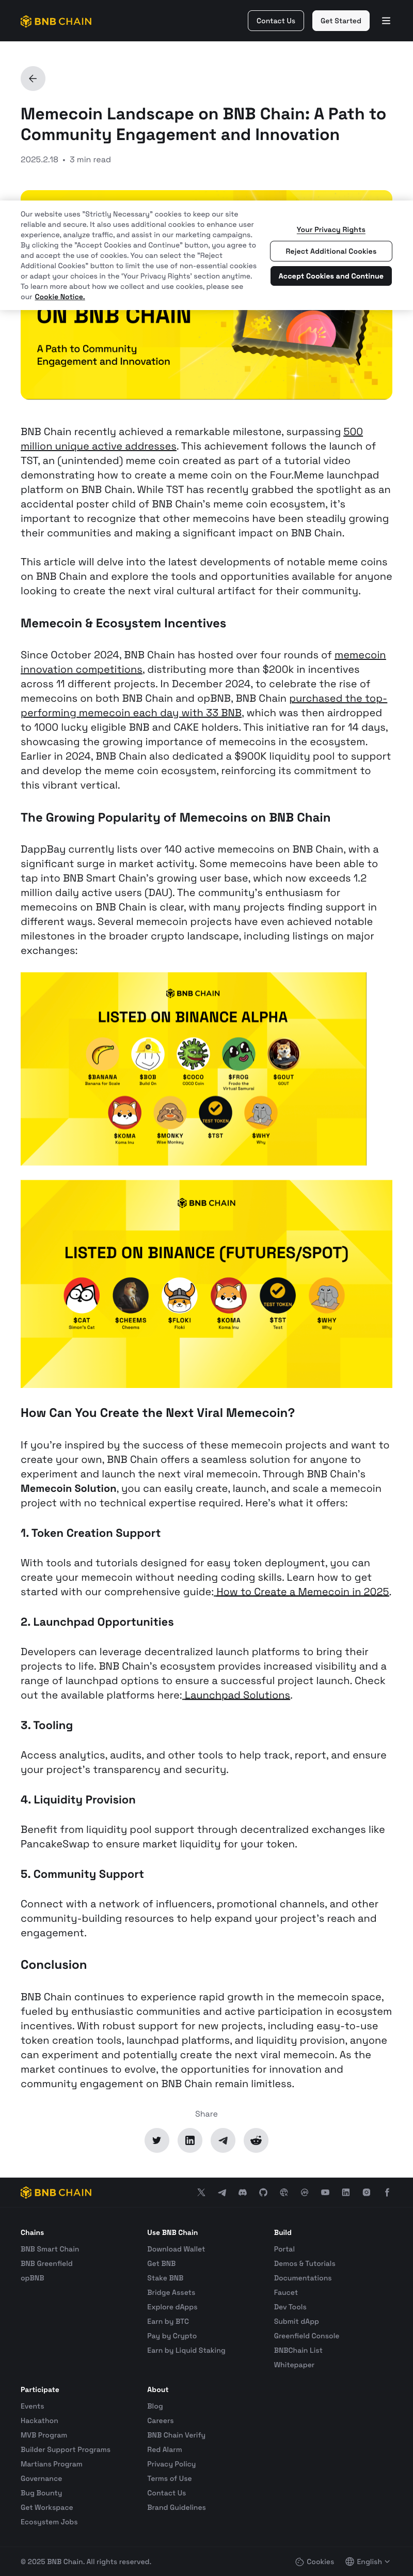 BNB CHAIN
Contact Us
Get Started
Memecoin Landscape on BNB Chain: A Path to
Community Engagement and Innovation
2025.2.18 • 3 min read
Our website uses "Strictly Necessary" cookies to keep our site
reliable and secure. It also uses additional cookies to enhance user
experience, analyze traffic, and assist in our marketing campaigns.
By clicking the "Accept Cookies and Continue" button, you agree to
and accept the use of cookies. You can select the "Reject
Additional Cookies" button to limit the use of non-essential cookies
or adapt your choices in the 'Your Privacy Rights' section anytime.
To learn more about how we collect and use cookies, please see
our Cookie Notice.
Your Privacy Rights
Reject Additional Cookies
Accept Cookies and Continue
ON BNB CHAIN
A Path to Community
Engagement and Innovation
BNB Chain recently achieved a remarkable milestone, surpassing 500
million unique active addresses. This achievement follows the launch of
TST, an (unintended) meme coin created as part of a tutorial video
demonstrating how to create a meme coin on the Four.Meme launchpad
platform on BNB Chain. While TST has recently grabbed the spotlight as an
accidental poster child of BNB Chain's meme coin ecosystem, it's
important to recognize that other memecoins have been steadily growing
their communities and making a significant impact on BNB Chain.
This article will delve into the latest developments of notable meme coins
on BNB Chain and explore the tools and opportunities available for anyone
looking to create the next viral cultural artifact for their community.
Memecoin & Ecosystem Incentives
Since October 2024, BNB Chain has hosted over four rounds of memecoin
innovation competitions, distributing more than $200k in incentives
across 11 different projects. In December 2024, to celebrate the rise of
memecoins on both BNB Chain and opBNB, BNB Chain purchased the top-
performing memecoin each day with 33 BNB, which was then airdropped
to 1000 lucky eligible BNB and CAKE holders. This initiative ran for 14 days,
showcasing the growing importance of memecoins in the ecosystem.
Earlier in 2024, BNB Chain also dedicated a $900K liquidity pool to support
and develop the meme coin ecosystem, reinforcing its commitment to
this vibrant vertical.
The Growing Popularity of Memecoins on BNB Chain
DappBay currently lists over 140 active memecoins on BNB Chain, with a
significant surge in market activity. Some memecoins have been able to
tap into BNB Smart Chain's growing user base, which now exceeds 1.2
million daily active users (DAU). The community's enthusiasm for
memecoins on BNB Chain is clear, with many projects finding support in
different ways. Several memecoin projects have even achieved notable
milestones in the broader crypto landscape, including listings on major
exchanges:
BNB CHAIN
LISTED ON BINANCE ALPHA
$BANANA
Banana For Scale
$BOB
Build On
$COCO
COCO Coin
$FROG
Frodo the
Virtual Samurai
$GOUT
GOUT
TEST TOKEN
$KOMA
Koma Inu
$MONKY
Wise Monkey
$TST
$WHY
Why
BNB CHAIN
LISTED ON BINANCE (FUTURES/SPOT)
TEST TOKEN
$CAT
Simon's Cat
$CHEEMS
Cheems
$FLOKI
Floki
$KOMA
Koma Inu
$TST
Test
$WHY
Why
How Can You Create the Next Viral Memecoin?
If you're inspired by the success of these memecoin projects and want to
create your own, BNB Chain offers a seamless solution for anyone to
experiment and launch the next viral memecoin. Through BNB Chain's
Memecoin Solution, you can easily create, launch, and scale a memecoin
project with no technical expertise required. Here's what it offers:
1. Token Creation Support
With tools and tutorials designed for easy token deployment, you can
create your memecoin without needing coding skills. Learn how to get
started with our comprehensive guide: How to Create a Memecoin in 2025.
2. Launchpad Opportunities
Developers can leverage decentralized launch platforms to bring their
projects to life. BNB Chain's ecosystem provides increased visibility and a
range of launchpad options to ensure a successful project launch. Check
out the available platforms here: Launchpad Solutions.
3. Tooling
Access analytics, audits, and other tools to help track, report, and ensure
your project's transparency and security.
4. Liquidity Provision
Benefit from liquidity pool support through decentralized exchanges like
PancakeSwap to ensure market liquidity for your token.
5. Community Support
Connect with a network of influencers, promotional channels, and other
community-building resources to help expand your project's reach and
engagement.
Conclusion
BNB Chain continues to experience rapid growth in the memecoin space,
fueled by enthusiastic communities and active participation in ecosystem
incentives. With robust support for new projects, including easy-to-use
token creation tools, launchpad platforms, and liquidity provision, anyone
can experiment and potentially create the next viral memecoin. As the
market continues to evolve, the opportunities for innovation and
community engagement on BNB Chain remain limitless.
Share
BNB CHAIN
Chains
BNB Smart Chain
BNB Greenfield
opBNB
Use BNB Chain
Download Wallet
Get BNB
Stake BNB
Bridge Assets
Explore dApps
Earn by BTC
Pay by Crypto
Earn by Liquid Staking
Build
Portal
Demos & Tutorials
Documentations
Faucet
Dev Tools
Submit dApp
Greenfield Console
BNBChain List
Whitepaper
Participate
Events
Hackathon
MVB Program
Builder Support Programs
Martians Program
Governance
Bug Bounty
Get Workspace
Ecosystem Jobs
About
Blog
Careers
BNB Chain Verify
Red Alarm
Privacy Policy
Terms of Use
Contact Us
Brand Guidelines
© 2025 BNB Chain. All rights reserved.
Cookies
English